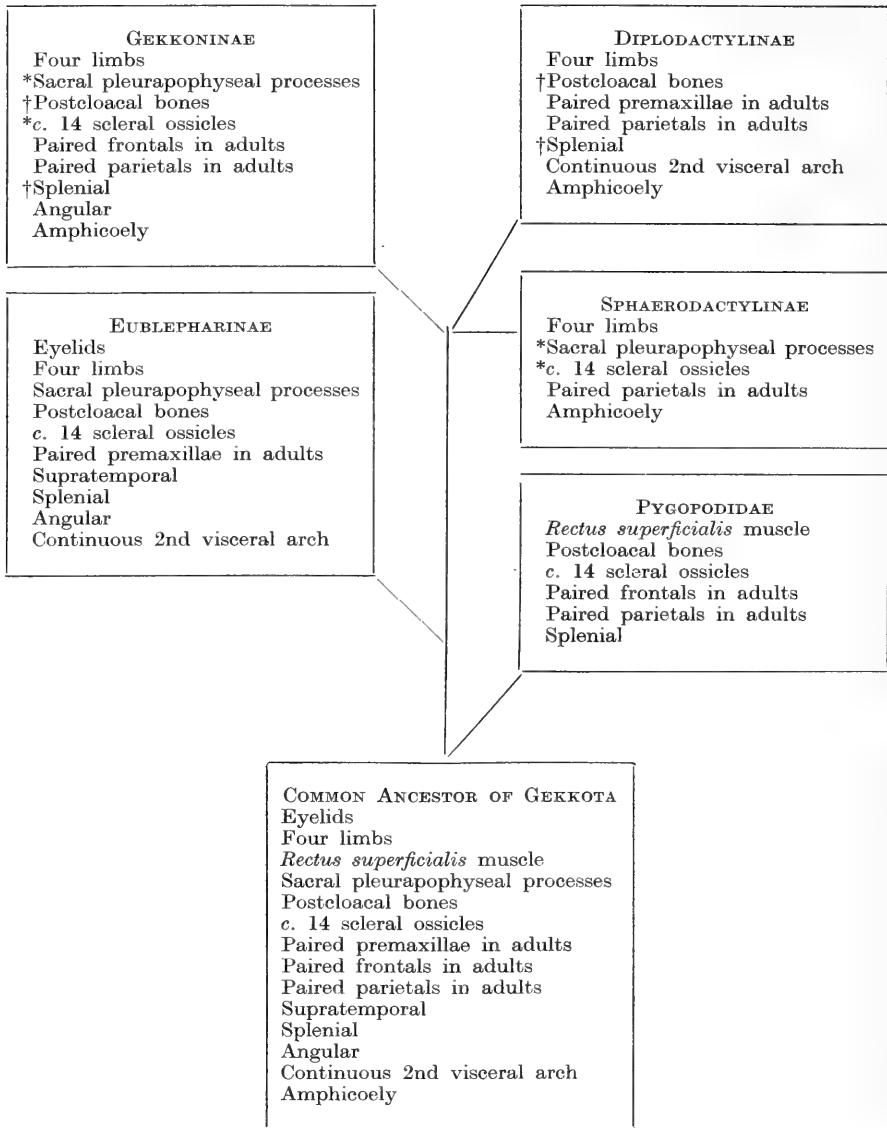 GEKKONINAE
Four limbs
*Sacral pleurapophyseal processes
†Postcloacal bones
*c. 14 scleral ossicles
Paired frontals in adults
Paired parietals in adults
†Splenial
Angular
Amphicoely
DIPLODACTYLINAE
Four limbs
†Postcloacal bones
Paired premaxillae in adults
Paired parietals in adults
†Splenial
Continuous 2nd visceral arch
Amphicoely
EUBLEPHARINAE
Eyelids
Four limbs
Sacral pleurapophyseal processes
Postcloacal bones
c. 14 scleral ossicles
Paired premaxillae in adults
Supratemporal
Splenial
Angular
Continuous 2nd visceral arch
SPHAERODACTYLINAE
Four limbs
*Sacral pleurapophyseal processes
*c. 14 scleral ossicles
Paired parietals in adults
Amphicoely
PYGOPODIDAE
Rectus superficialis muscle
Postcloacal bones
c. 14 scleral ossicles
Paired frontals in adults
Paired parietals in adults
Splenial
COMMON ANCESTOR OF GEKKOTA
Eyelids
Four limbs
Rectus superficialis muscle
Sacral pleurapophyseal processes
Postcloacal bones
c. 14 scleral ossicles
Paired premaxillae in adults
Paired frontals in adults
Paired parietals in adults
Supratemporal
Splenial
Angular
Continuous 2nd visceral arch
Amphicoely